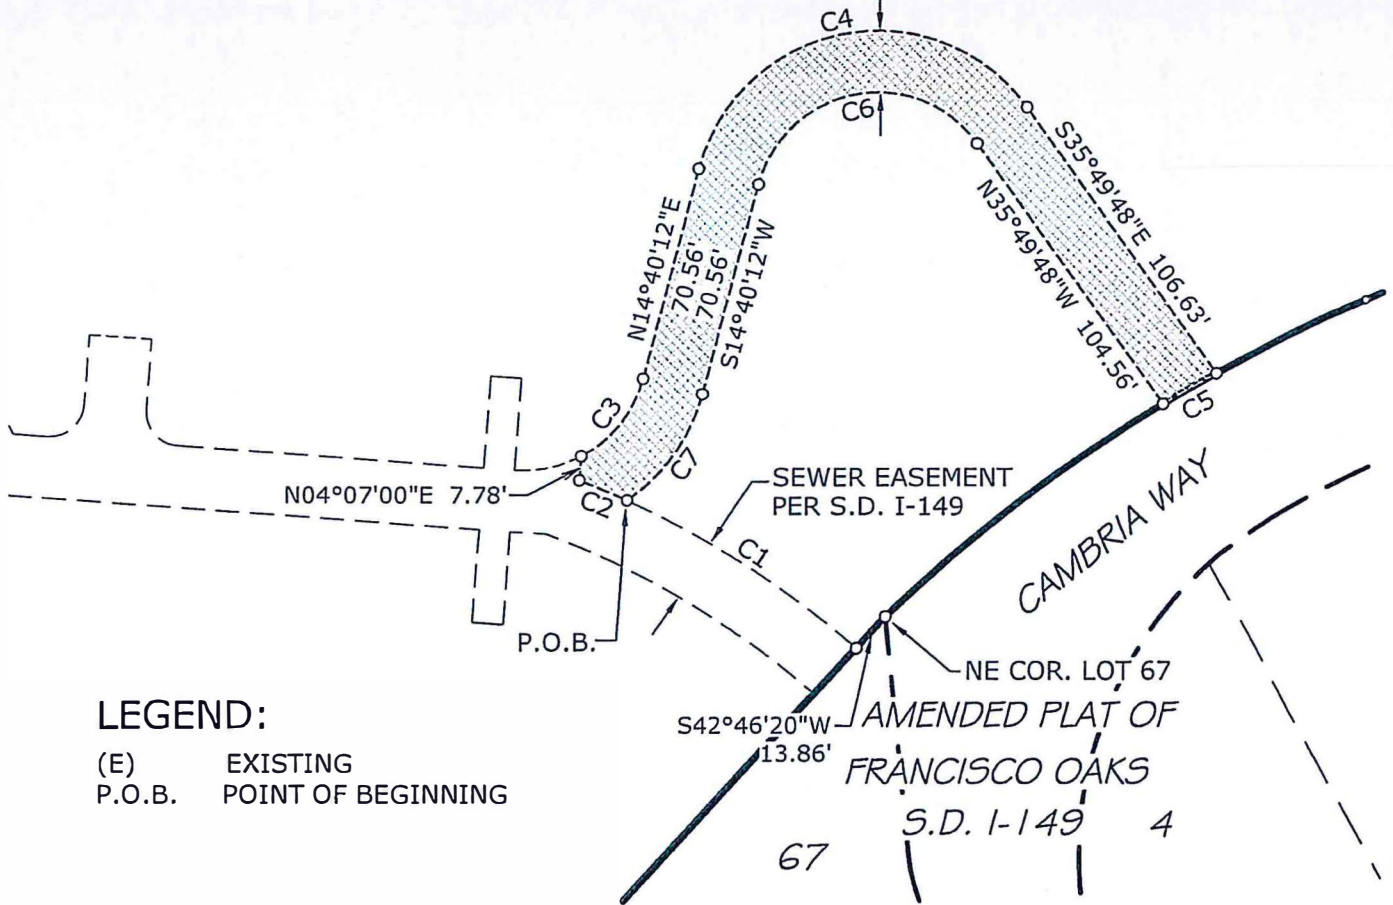 C4
C6
S35°49'48"E 106.63'
N35°49'48"W 104.56'
N14°40'12"E
70.56'
70.56'
S14°40'12"W
C3
C7
C5
N04°07'00"E 7.78'
C2
SEWER EASEMENT
PER S.D. I-149
C1
CAMBRIA WAY
P.O.B.
NE COR. LOT 67
S42°46'20"W
13.86'
AMENDED PLAT OF
FRANCISCO OAKS
S.D. I-149 4
67
LEGEND:
(E) EXISTING
P.O.B. POINT OF BEGINNING